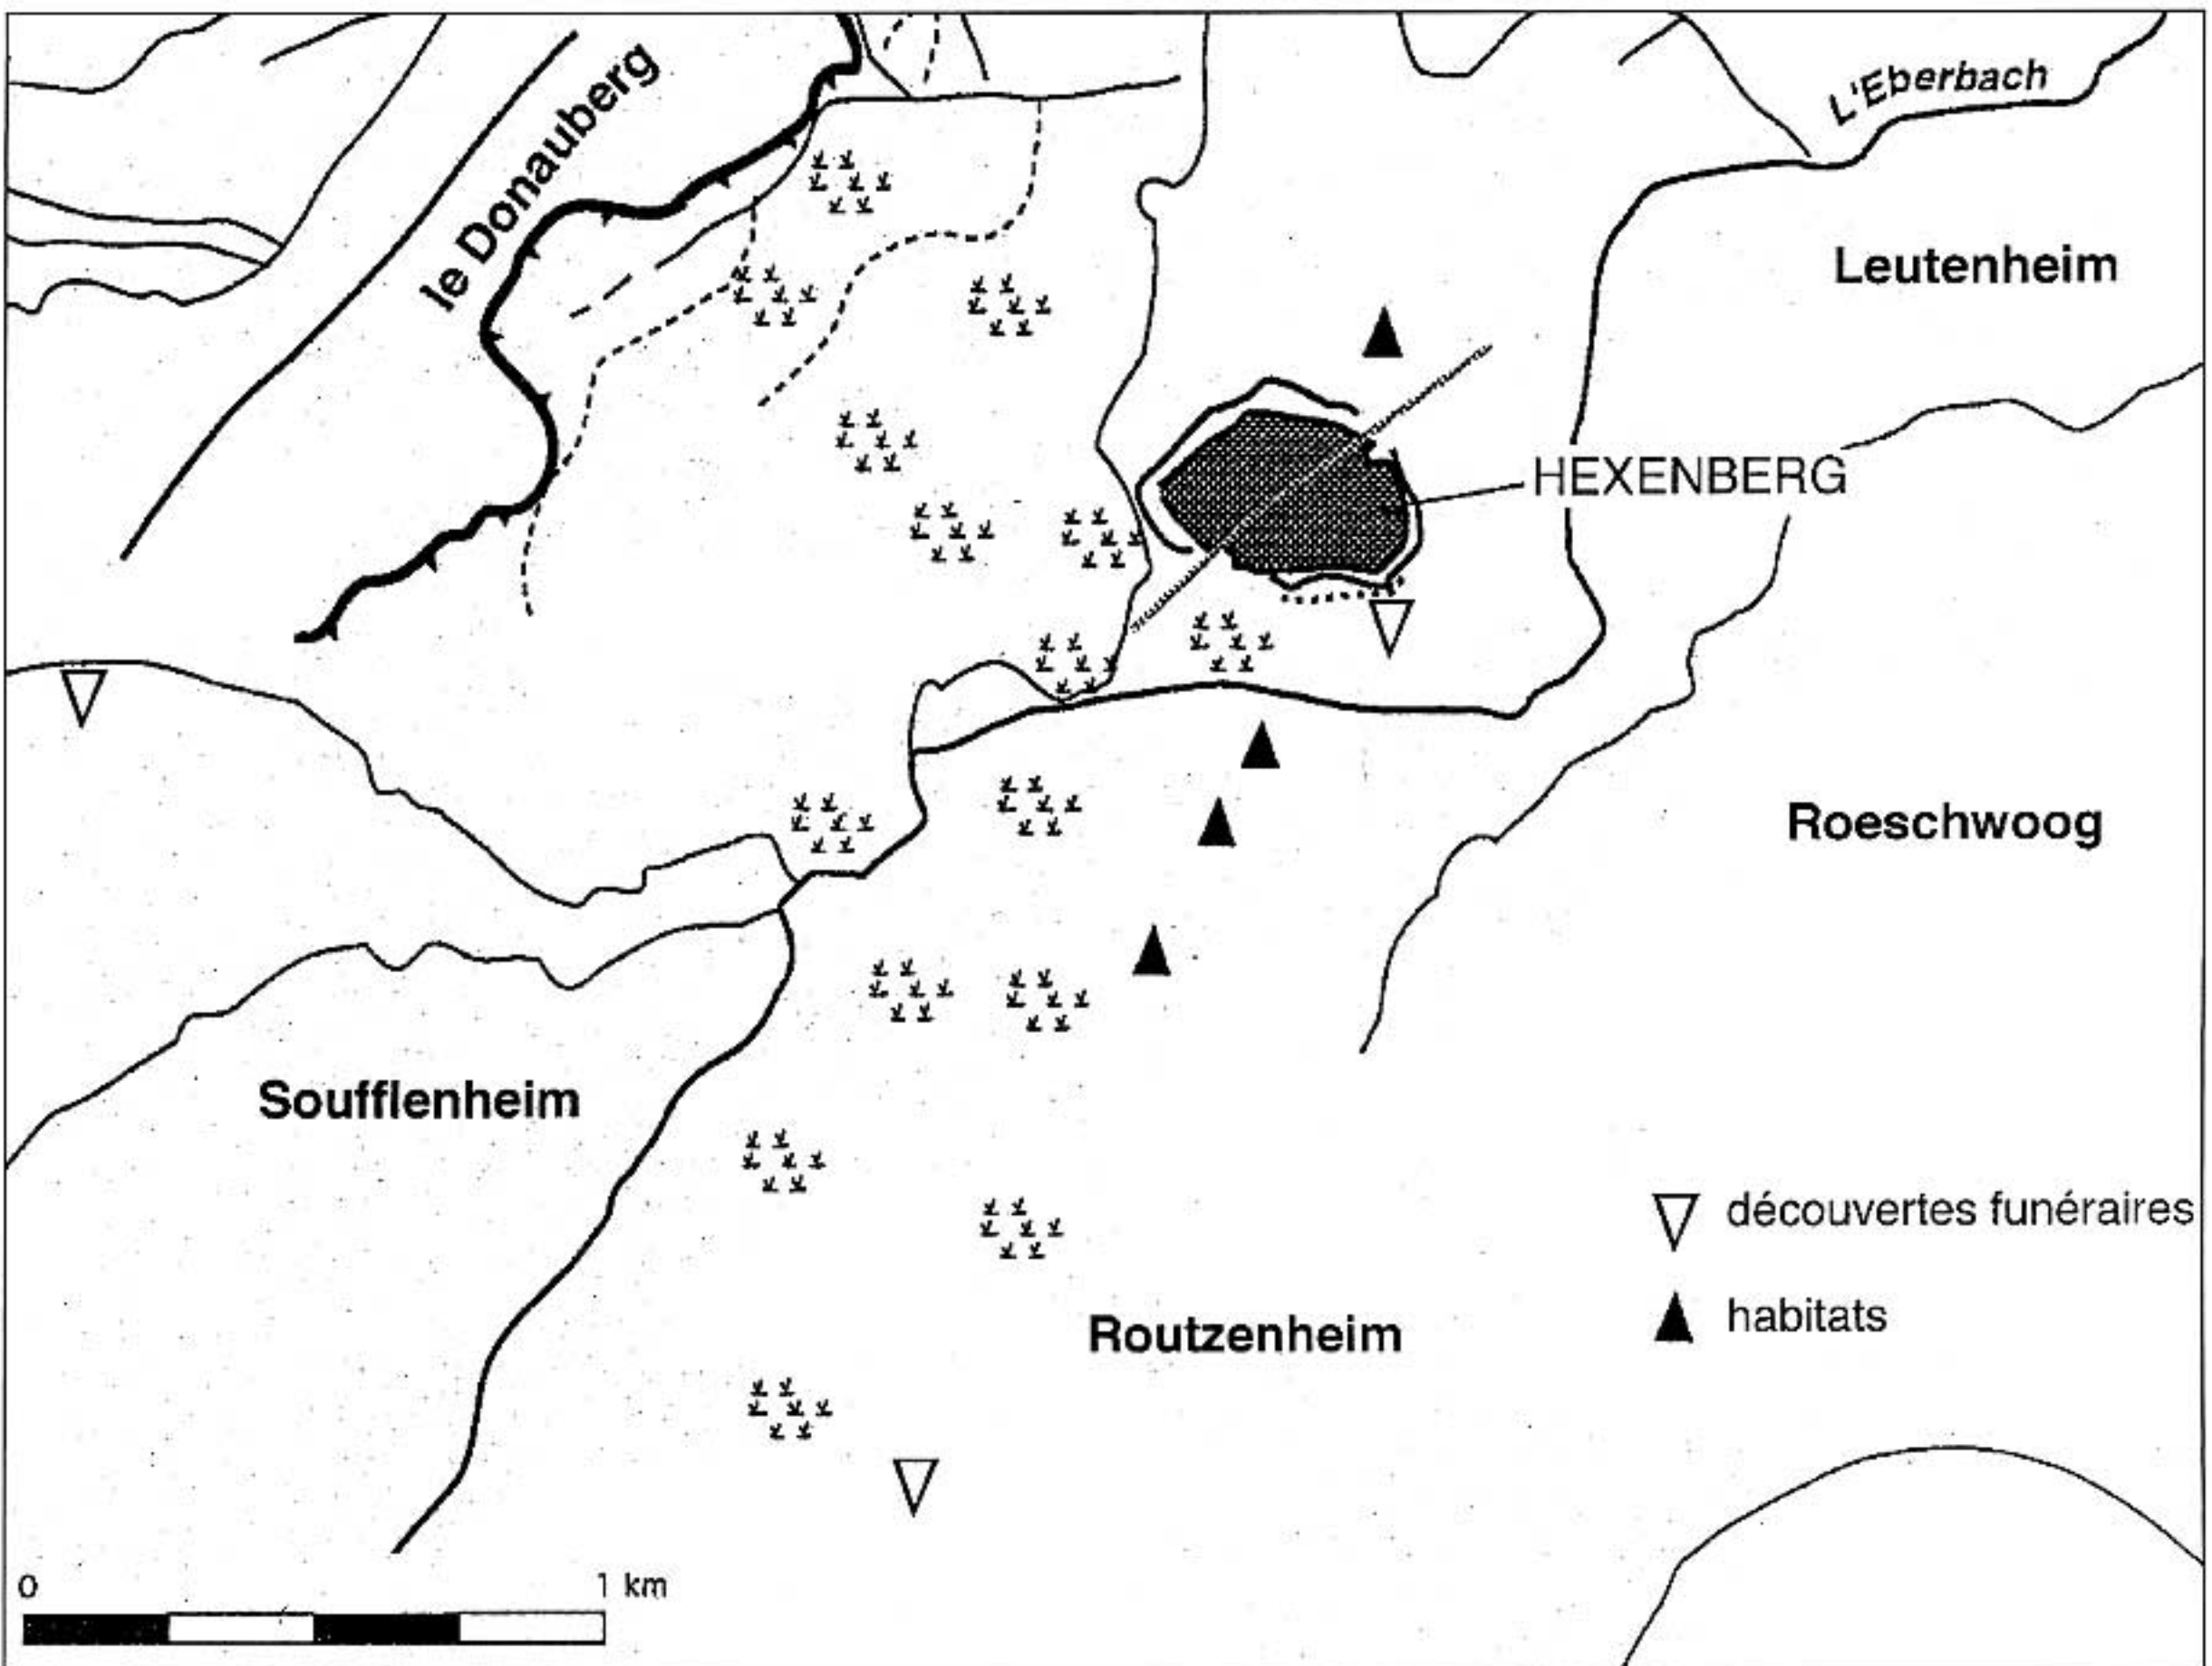 le Donauberg
L'Eberbach
Leutenheim
HEXENBERG
Roeschwoog
Soufflenheim
découvertes funéraires
habitats
Routzenheim
0 1 km